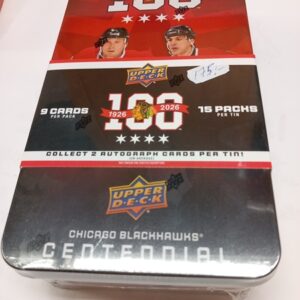 100
175,-
UPPER DECK
9 CARDS
PER PACK
1926 100 2026
15 PACKS
PER TIN
COLLECT 2 AUTOGRAPH CARDS PER TIN!
UPPER DECK
CHICAGO BLACKHAWKS®
CENTENNIAL